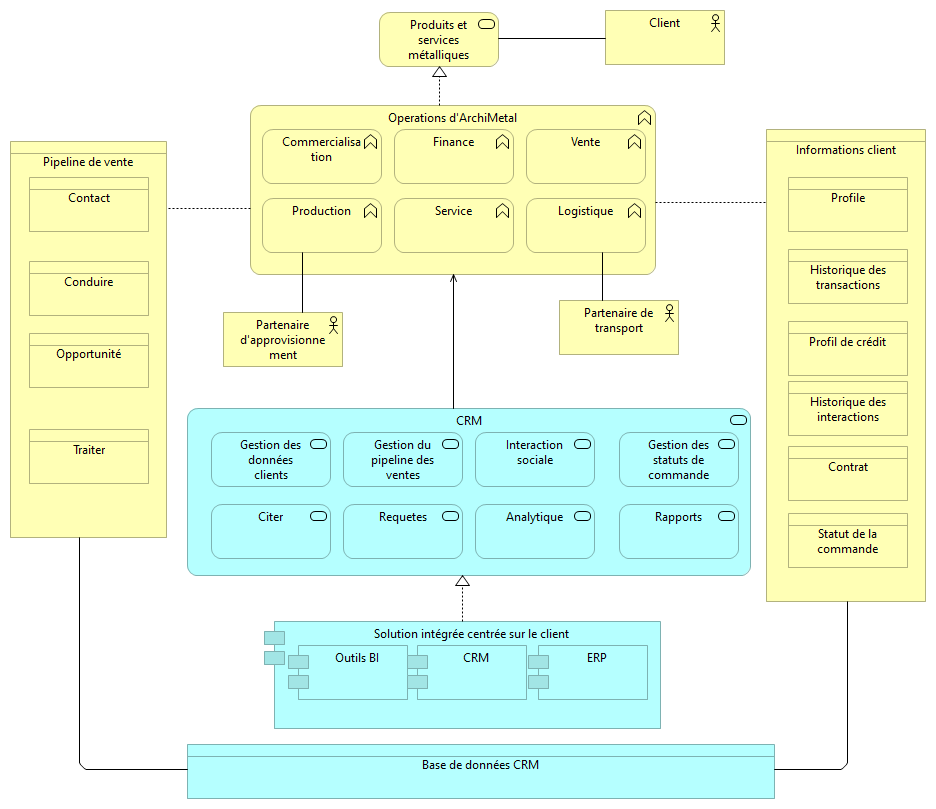 Produits et
services
métalliques
Client
Operations d'ArchiMetal
Commercialisa
tion
Finance
Vente
Production
Service
Logistique
Pipeline de vente
Contact
Conduire
Opportunité
Traiter
Informations client
Profile
Historique des
transactions
Profil de crédit
Historique des
interactions
Contrat
Statut de la
commande
Partenaire
d'approvisionne
ment
Partenaire de
transport
CRM
Gestion des
données
clients
Gestion du
pipeline des
ventes
Interaction
sociale
Gestion des
statuts de
commande
Citer
Requetes
Analytique
Rapports
Solution intégrée centrée sur le client
Outils BI
CRM
ERP
Base de données CRM